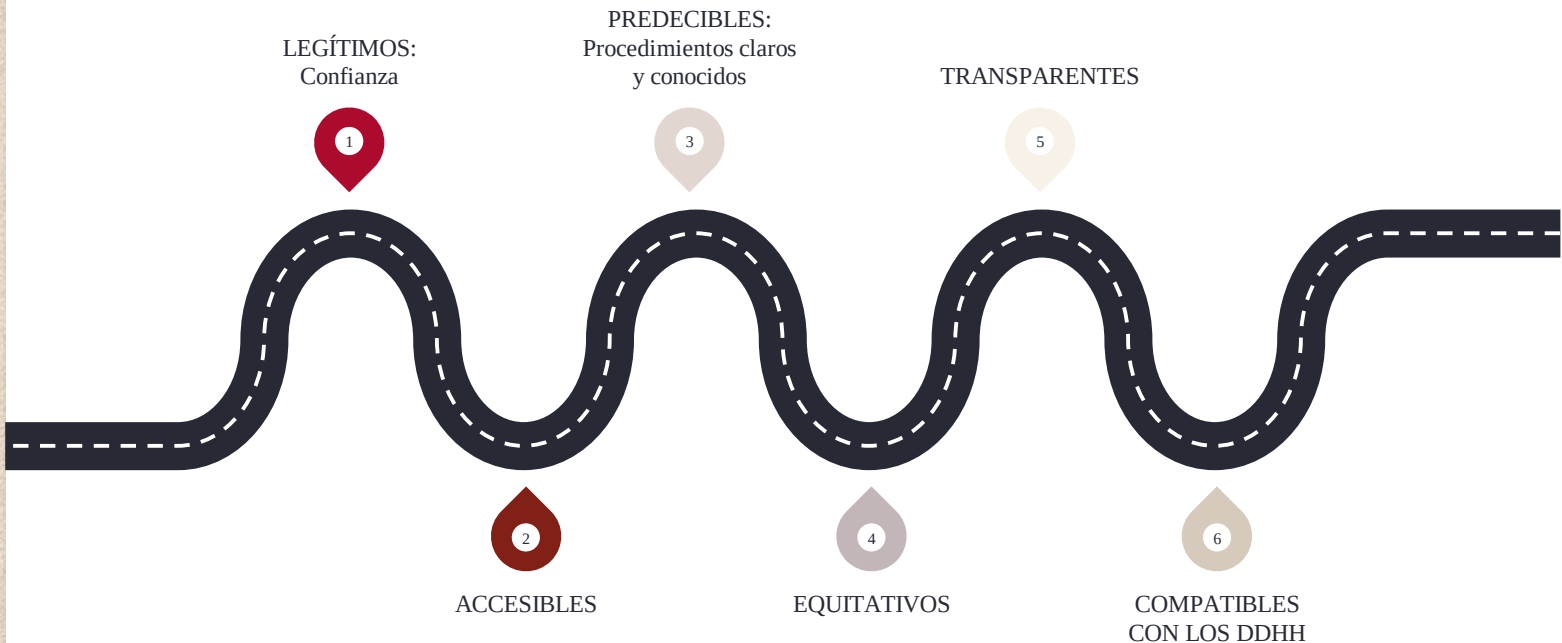 LEGÍTIMOS:
Confianza
1
2
ACCESIBLES
PREDECIBLES:
Procedimientos claros
y conocidos
3
4
EQUITATIVOS
TRANSPARENTES
5
6
COMPATIBLES
CON LOS DDHH